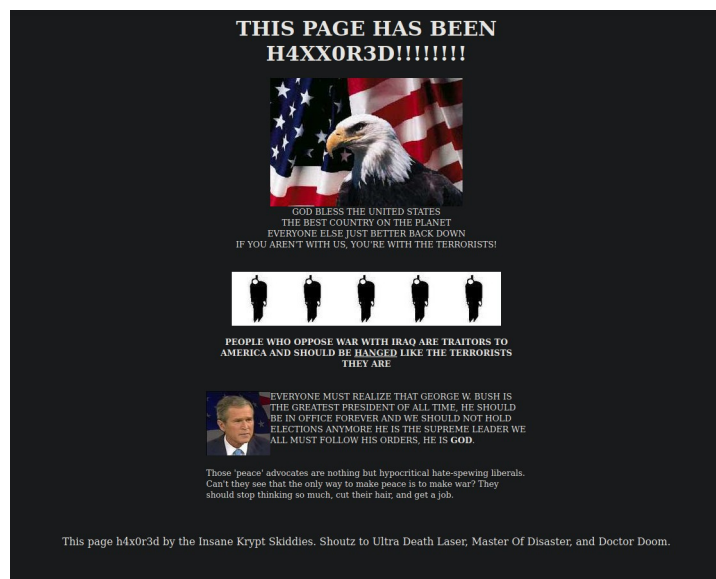 THIS PAGE HAS BEEN
H4XX0R3D!!!!!!!!
GOD BLESS THE UNITED STATES
THE BEST COUNTRY ON THE PLANET
EVERYONE ELSE JUST BETTER BACK DOWN
IF YOU AREN'T WITH US, YOU'RE WITH THE TERRORISTS!
PEOPLE WHO OPPOSE WAR WITH IRAQ ARE TRAITORS TO
AMERICA AND SHOULD BE HANGED LIKE THE TERRORISTS
THEY ARE
EVERYONE MUST REALIZE THAT GEORGE W. BUSH IS
THE GREATEST PRESIDENT OF ALL TIME, HE SHOULD
BE IN OFFICE FOREVER AND WE SHOULD NOT HOLD
ELECTIONS ANYMORE HE IS THE SUPREME LEADER WE
ALL MUST FOLLOW HIS ORDERS, HE IS GOD.
Those 'peace' advocates are nothing but hypocritical hate-spewing liberals.
Can't they see that the only way to make peace is to make war? They
should stop thinking so much, cut their hair, and get a job.
This page h4x0r3d by the Insane Krypt Skiddies. Shoutz to Ultra Death Laser, Master Of Disaster, and Doctor Doom.